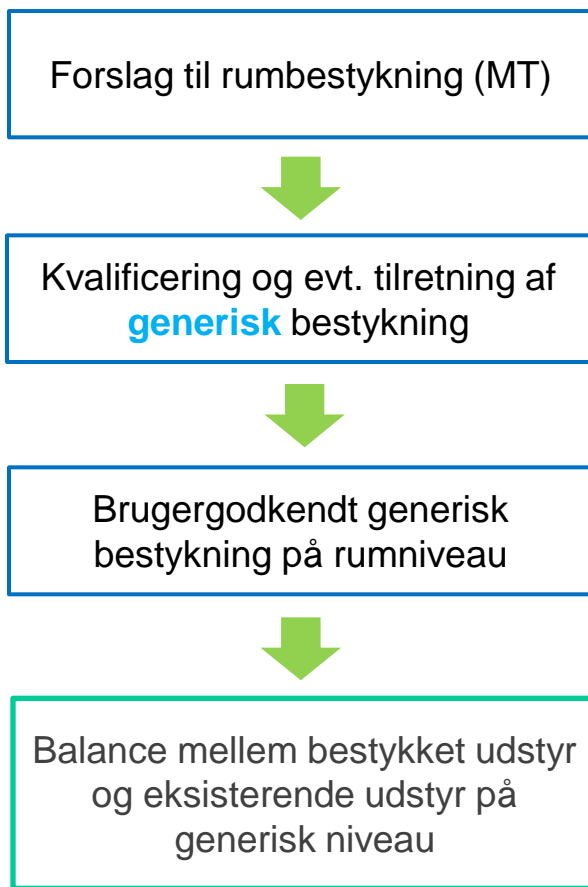 Forslag til rumbestykning (MT)
Kvalificering og evt. tilretning af
generisk bestykning
Brugergodkendt generisk
bestykning på rumniveau
Balance mellem bestykket udstyr
og eksisterende udstyr på
generisk niveau